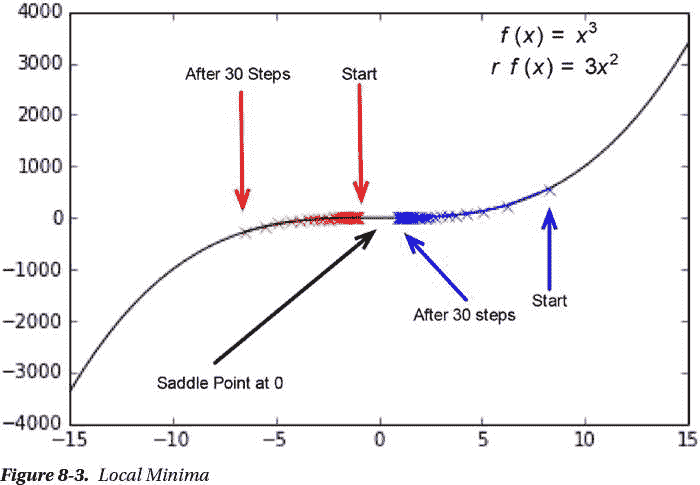 4000
f (x) = x³
r f (x) = 3x²
3000
After 30 Steps
Start
2000
1000
0
-1000
After 30 steps
Start
-2000
-3000
Saddle Point at 0
-4000
-15
-10
-5
0
5
10
15
Figure 8-3. Local Minima